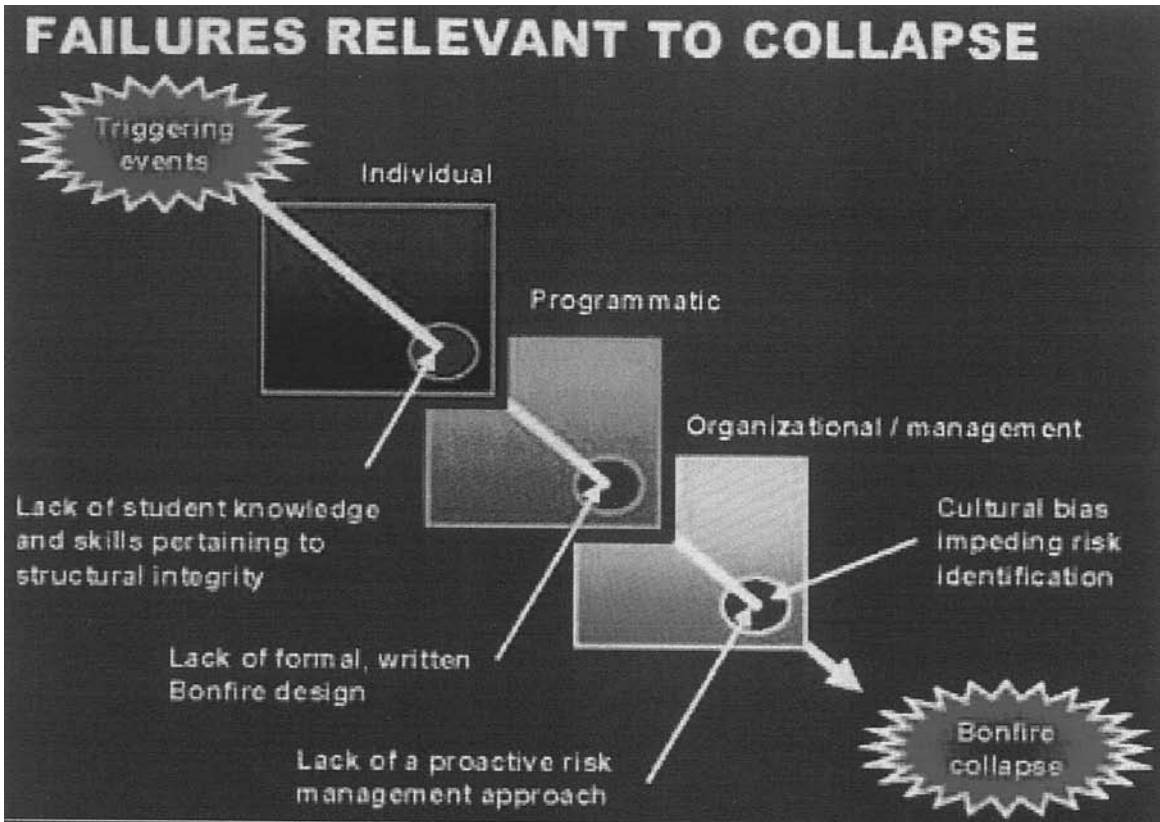 FAILURES RELEVANT TO COLLAPSE
Triggering
events
Individual
Programmatic
Organizational / management
Lack of student knowledge
and skills pertaining to
structural integrity
Cultural bias
impeding risk
identification
Lack of formal, written
Bonfire design
Lack of a proactive risk
management approach
Bonfire
collapse